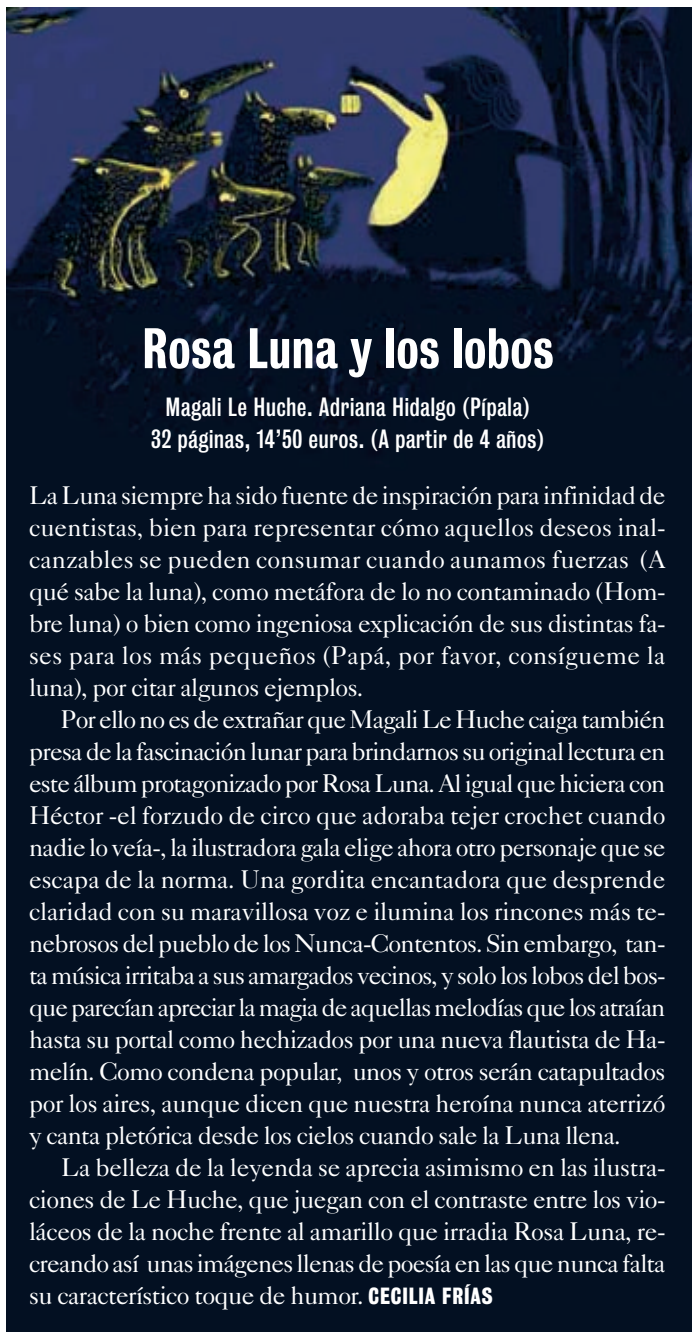 Rosa Luna y los lobos
Magali Le Huche. Adriana Hidalgo (Pípala)
32 páginas, 14’50 euros. (A partir de 4 años)
La Luna siempre ha sido fuente de inspiración para infinidad de
cuentistas, bien para representar cómo aquellos deseos inal-
canzables se pueden consumar cuando aunamos fuerzas (A
qué sabe la luna), como metáfora de lo no contaminado (Hom-
bre luna) o bien como ingeniosa explicación de sus distintas fa-
ses para los más pequeños (Papá, por favor, consígueme la
luna), por citar algunos ejemplos.
Por ello no es de extrañar que Magali Le Huche caiga también
presa de la fascinación lunar para brindarnos su original lectura en
este álbum protagonizado por Rosa Luna. Al igual que hiciera con
Héctor -el forzudo de circo que adoraba tejer crochet cuando
nadie lo veía-, la ilustradora gala elige ahora otro personaje que se
escapa de la norma. Una gordita encantadora que desprende
claridad con su maravillosa voz e ilumina los rincones más te-
nebrosos del pueblo de los Nunca-Contentos. Sin embargo, tan-
ta música irritaba a sus amargados vecinos, y solo los lobos del bos-
que parecían apreciar la magia de aquellas melodías que los atraían
hasta su portal como hechizados por una nueva flautista de Ha-
melín. Como condena popular, unos y otros serán catapultados
por los aires, aunque dicen que nuestra heroína nunca aterrizó
y canta pletórica desde los cielos cuando sale la Luna llena.
La belleza de la leyenda se aprecia asimismo en las ilustra-
ciones de Le Huche, que juegan con el contraste entre los vio-
láceos de la noche frente al amarillo que irradia Rosa Luna, re-
creando así unas imágenes llenas de poesía en las que nunca falta
su característico toque de humor. CECILIA FRÍAS